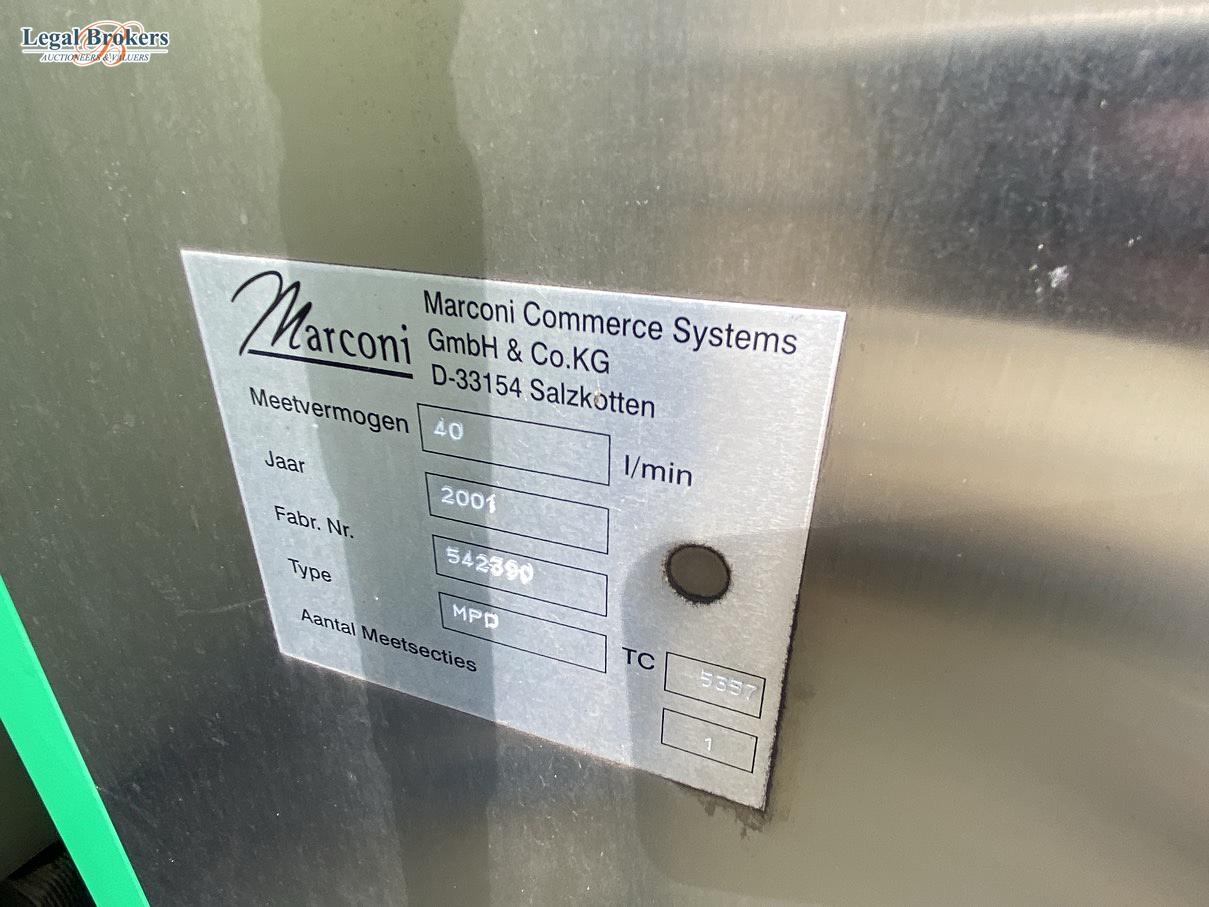 Legal Brokers
AUCTIONEERS & VALUERS
Marconi
Marconi Commerce Systems
GmbH & Co.KG
D-33154 Salzkotten
Meetvermogen 40 l/min
Jaar 2001
Fabr. Nr.
Type MPD TC 5357
Aantal Meetsecties 1